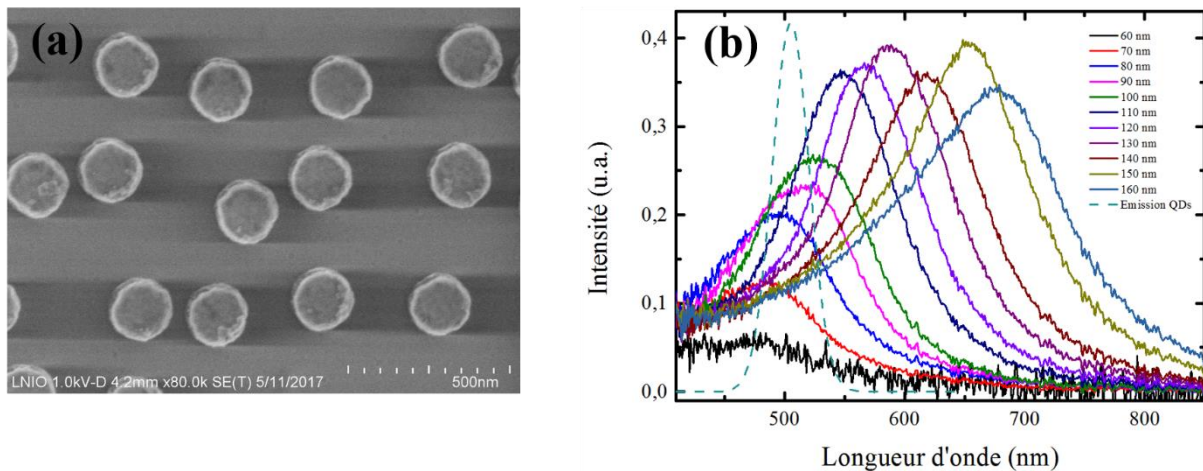 (a)
LNIO 1.0kV-D 4.2mm x80.0k SE(T) 5/11/2017
500nm
(b)
Intensité (u.a.)
0,4
0,3
0,2
0,1
0,0
500
600
700
800
Longueur d'onde (nm)
60 nm
70 nm
80 nm
90 nm
100 nm
110 nm
120 nm
130 nm
140 nm
150 nm
160 nm
Emission QDs